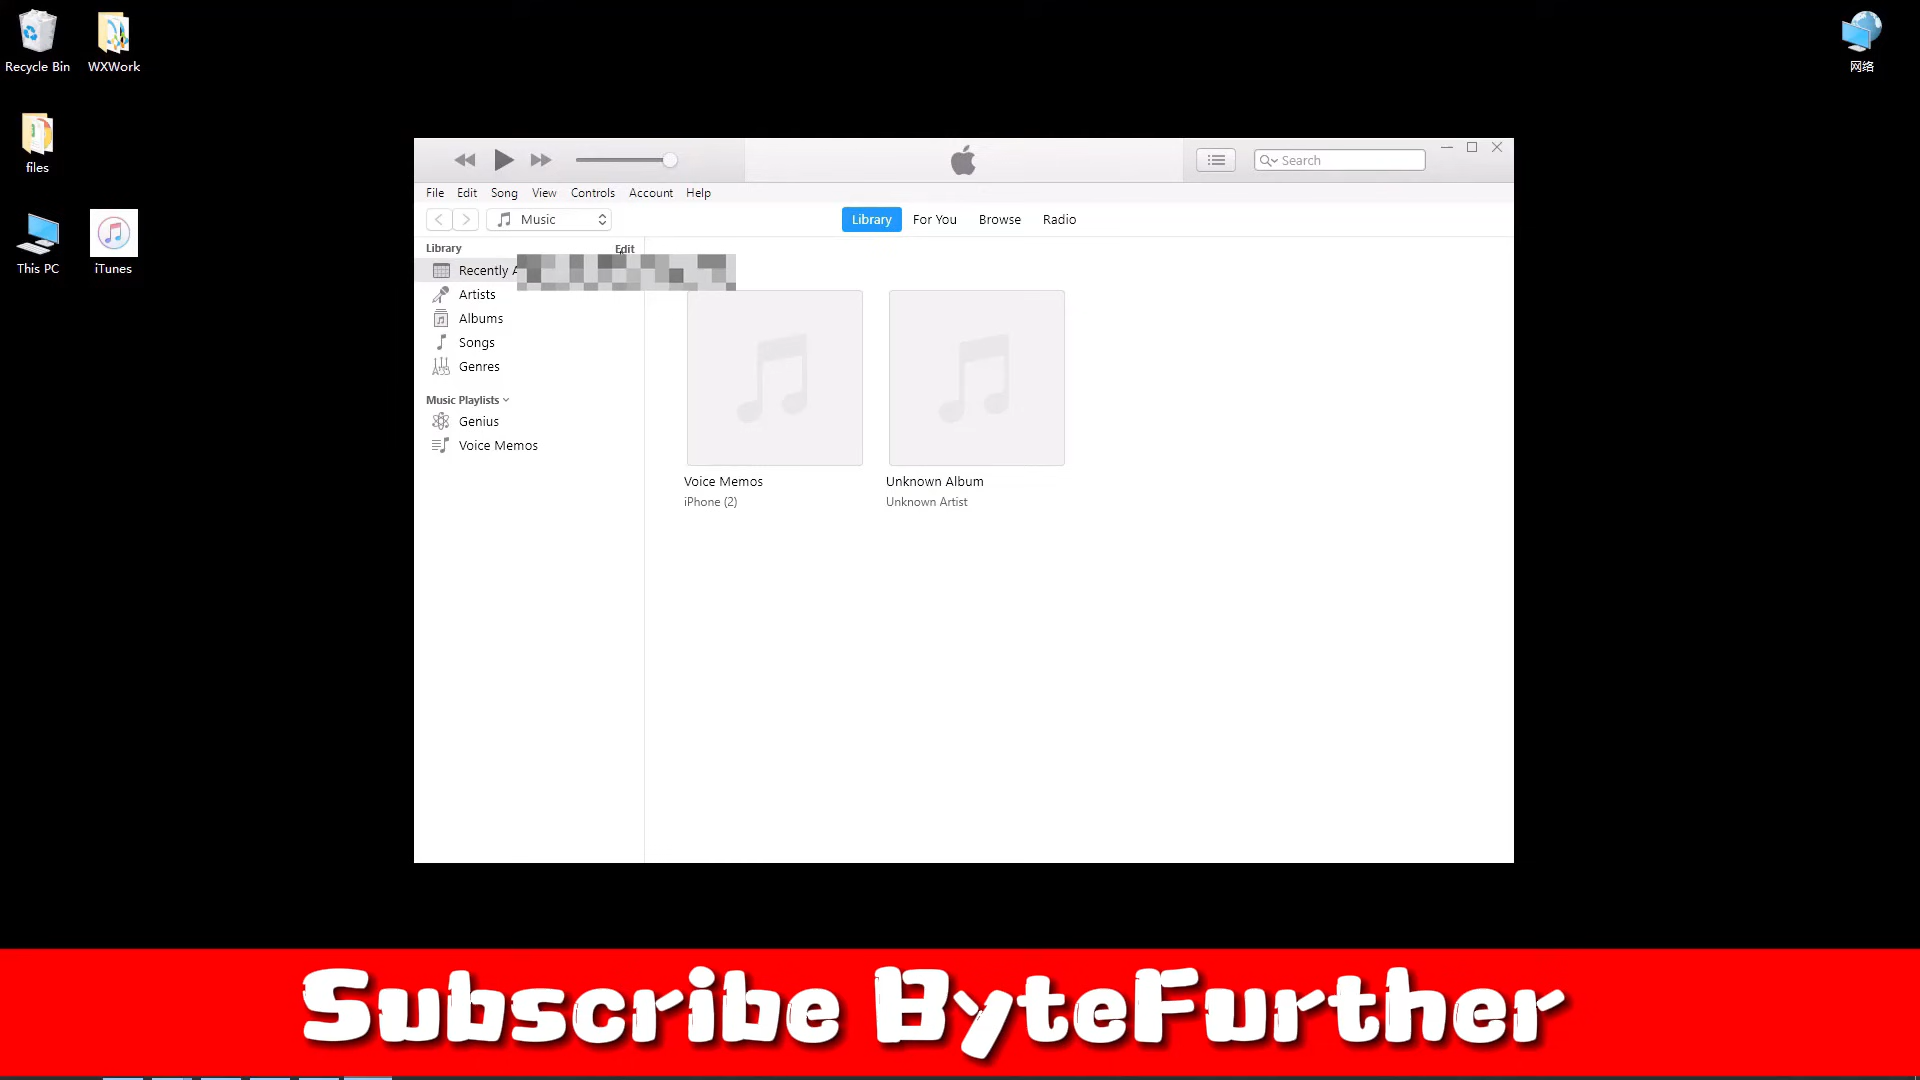 Recycle Bin
WXWork
网络
files
This PC
iTunes
Search
File Edit Song View Controls Account Help
Music
Library For You Browse Radio
Library Edit
Recently
Artists
Albums
Songs
Genres
Music Playlists
Genius
Voice Memos
Voice Memos
iPhone (2)
Unknown Album
Unknown Artist
Subscribe ByteFurther